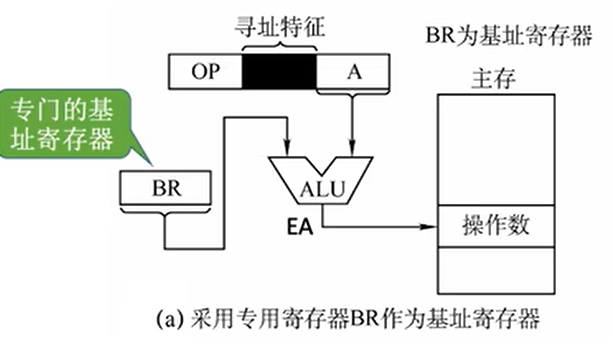 寻址特征
BR为基址寄存器
OP
A
主存
专门的基
址寄存器
BR
ALU
EA
操作数
(a) 采用专用寄存器BR作为基址寄存器